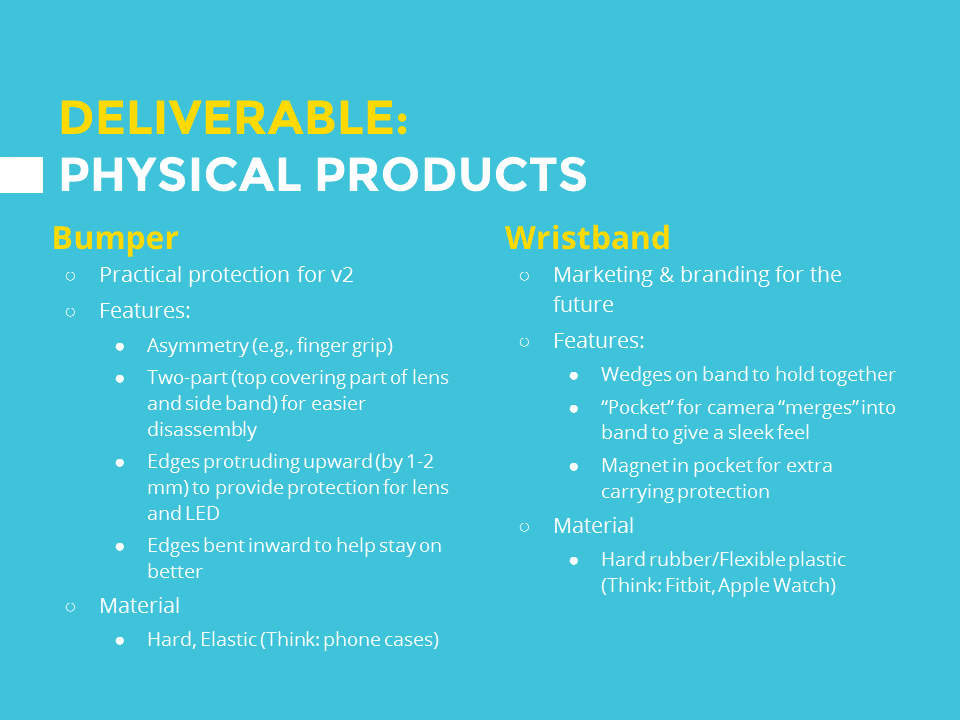 DELIVERABLE:
PHYSICAL PRODUCTS
Bumper
○ Practical protection for v2
○ Features:
● Asymmetry (e.g., finger grip)
● Two-part (top covering part of lens
and side band) for easier
disassembly
● Edges protruding upward (by 1-2
mm) to provide protection for lens
and LED
● Edges bent inward to help stay on
better
○ Material
● Hard, Elastic (Think: phone cases)
Wristband
○ Marketing & branding for the
future
○ Features:
● Wedges on band to hold together
● “Pocket” for camera “merges” into
band to give a sleek feel
● Magnet in pocket for extra
carrying protection
○ Material
● Hard rubber/Flexible plastic
(Think: Fitbit, Apple Watch)